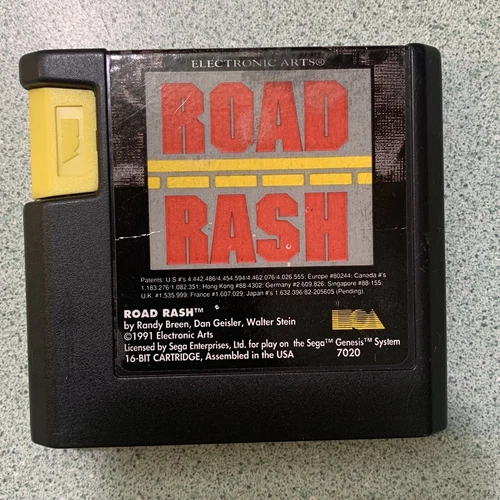 ELECTRONIC ARTS®
ROAD
RASH
Patents: U.S.#'s 4.442.486/4.454.594/4.462.076/4.026.555; Europe #80244; Canada #'s
1.183.276/1.082.351; Hong Kong #88-4302; Germany #2.609.826; Singapore #88-155;
U.K. #1.535.999; France #1.607.029; Japan #'s 1.632.396/82-205605 (Pending)
ROAD RASH™
by Randy Breen, Dan Geisler, Walter Stein
©1991 Electronic Arts
Licensed by Sega Enterprises, Ltd. for play on the Sega™ Genesis™ System
16-BIT CARTRIDGE, Assembled in the USA 7020
EA